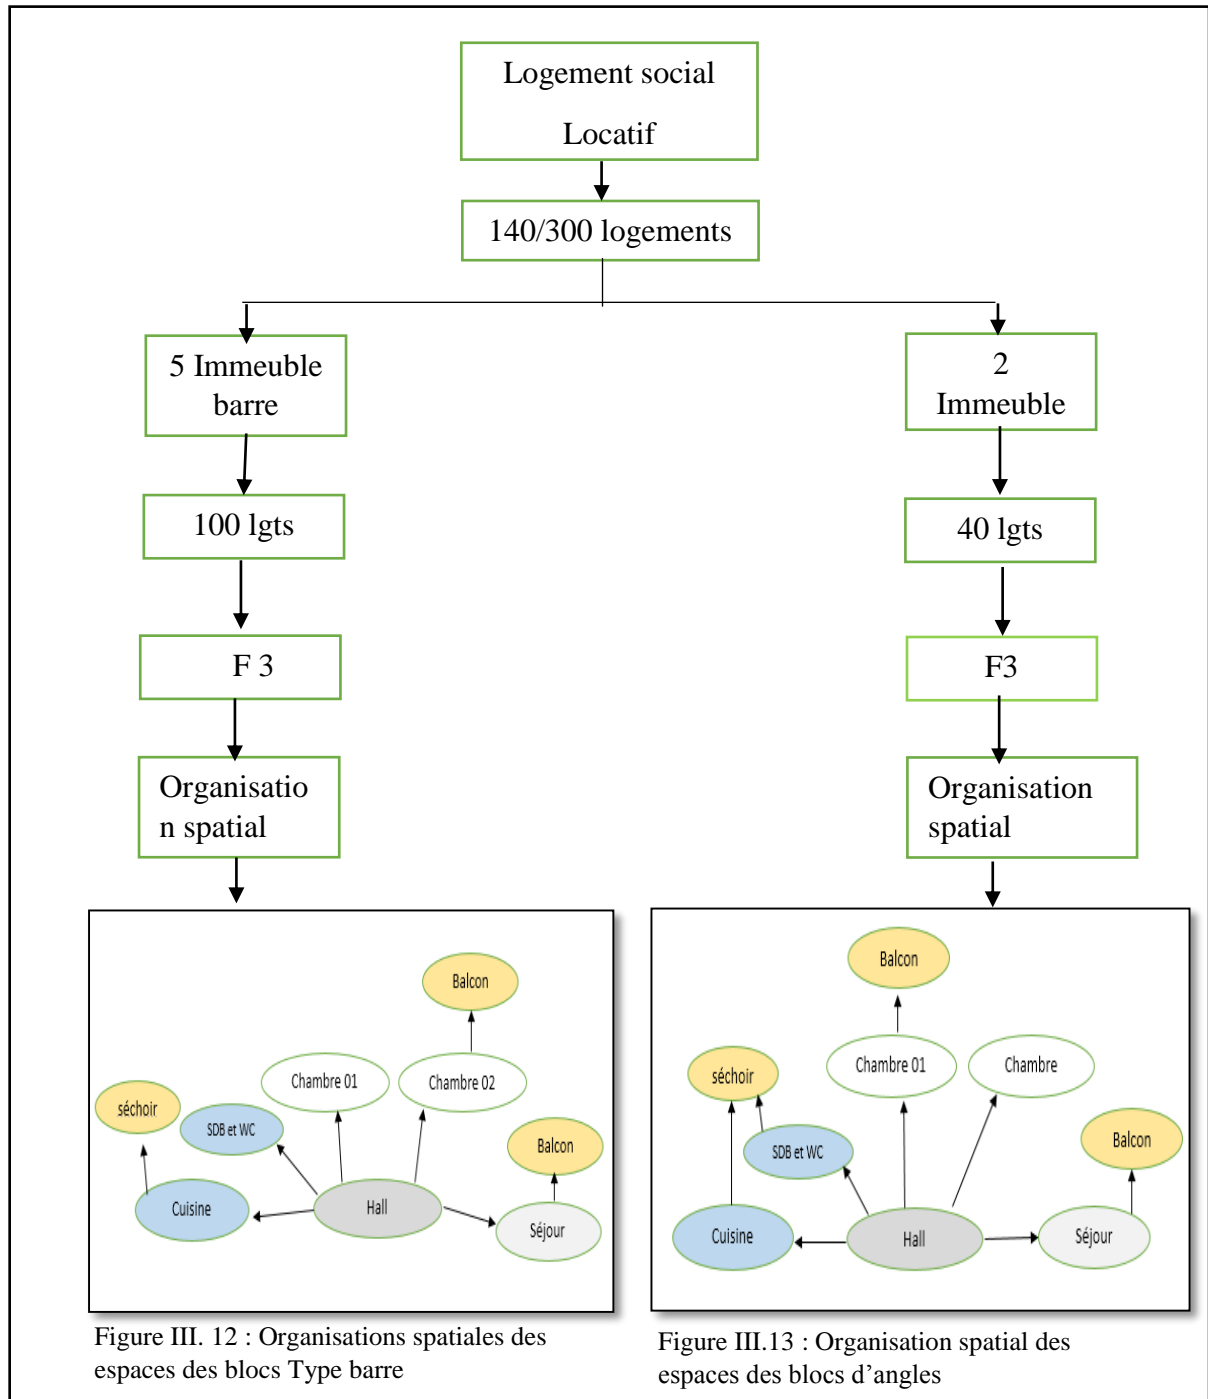 Logement social
Locatif
140/300 logements
5 Immeuble
barre
2
Immeuble
100 lgts
40 lgts
F 3
F3
Organisatio
n spatial
Organisation
spatial
Balcon
Chambre 01
Chambre 02
séchoir
SDB et WC
Balcon
Cuisine
Hall
Séjour
Balcon
Chambre 01
Chambre
séchoir
SDB et WC
Balcon
Cuisine
Hall
Séjour
Figure III. 12 : Organisations spatiales des
espaces des blocs Type barre
Figure III.13 : Organisation spatial des
espaces des blocs d’angles